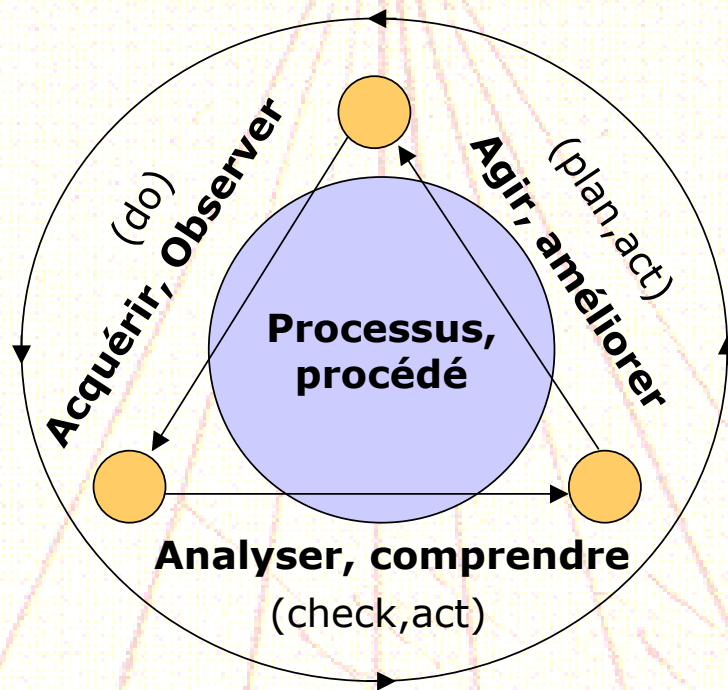 (do)
Acquérir, Observer
Agir, améliorer
(plan,act)
Processus,
procédé
Analyser, comprendre
(check,act)